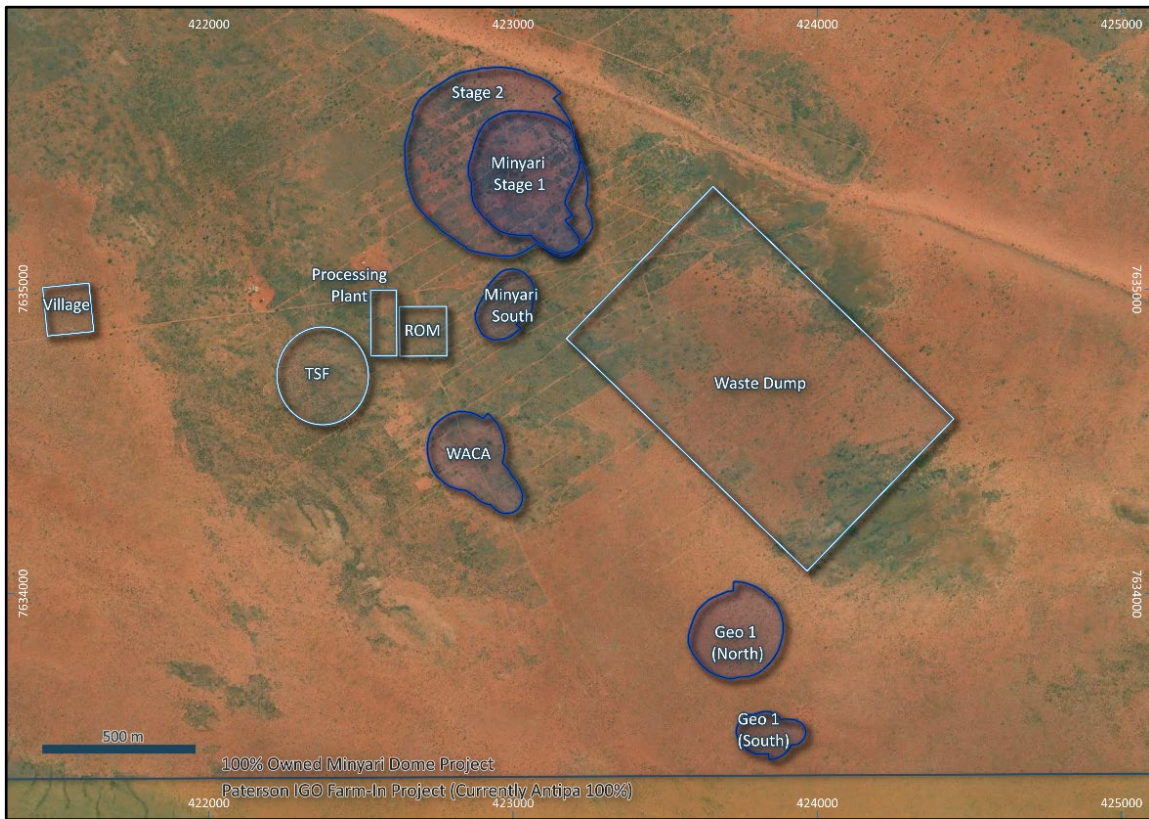 422000
423000
424000
425000
Stage 2
Minyari
Stage 1
7635000
7635000
Processing
Plant
Village
Minyari
South
ROM
TSF
Waste Dump
WACA
7634000
7634000
Geo 1
(North)
Geo 1
(South)
500 m
100% Owned Minyari Dome Project
Paterson IGO Farm-In Project (Currently Antipa 100%)
422000
423000
424000
425000